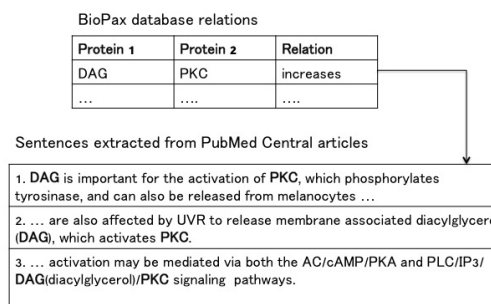 BioPax database relations
Protein 1 Protein 2 Relation
DAG PKC increases
... .... ....
Sentences extracted from PubMed Central articles
1. DAG is important for the activation of PKC, which phosphorylates
tyrosinase, and can also be released from melanocytes ...
2. ... are also affected by UVR to release membrane associated diacylglycer
(DAG), which activates PKC.
3. ... activation may be mediated via both the AC/cAMP/PKA and PLC/IP3/
DAG(diacylglycerol)/PKC signaling pathways.